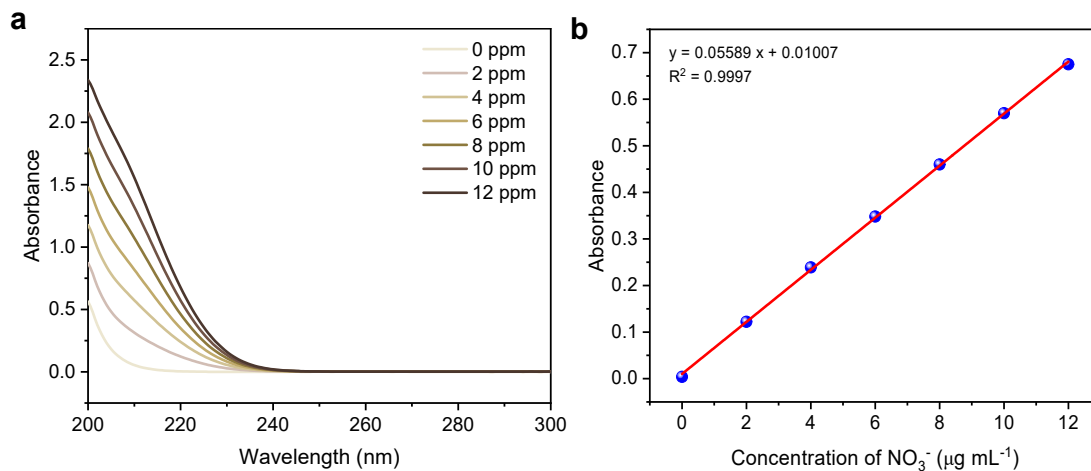 a
2.5
2.0
1.5
1.0
0.5
0.0
Absorbance
200 220 240 260 280 300
Wavelength (nm)
0 ppm
2 ppm
4 ppm
6 ppm
8 ppm
10 ppm
12 ppm
b
y = 0.05589 x + 0.01007
R² = 0.9997
0.7
0.6
0.5
0.4
0.3
0.2
0.1
0.0
Absorbance
0 2 4 6 8 10 12
Concentration of NO₃⁻ (μg mL⁻¹)